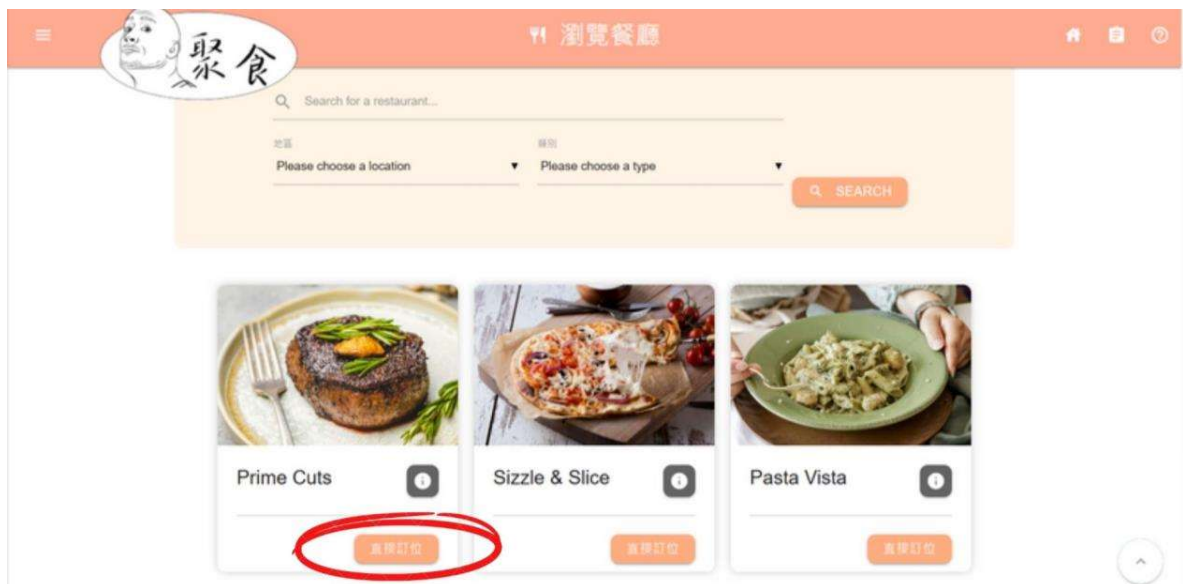 聚食
瀏覽餐廳
Search for a restaurant...
地區
種別
Please choose a location
Please choose a type
SEARCH
Prime Cuts
Sizzle & Slice
Pasta Vista
直接訂位
直接訂位
直接訂位